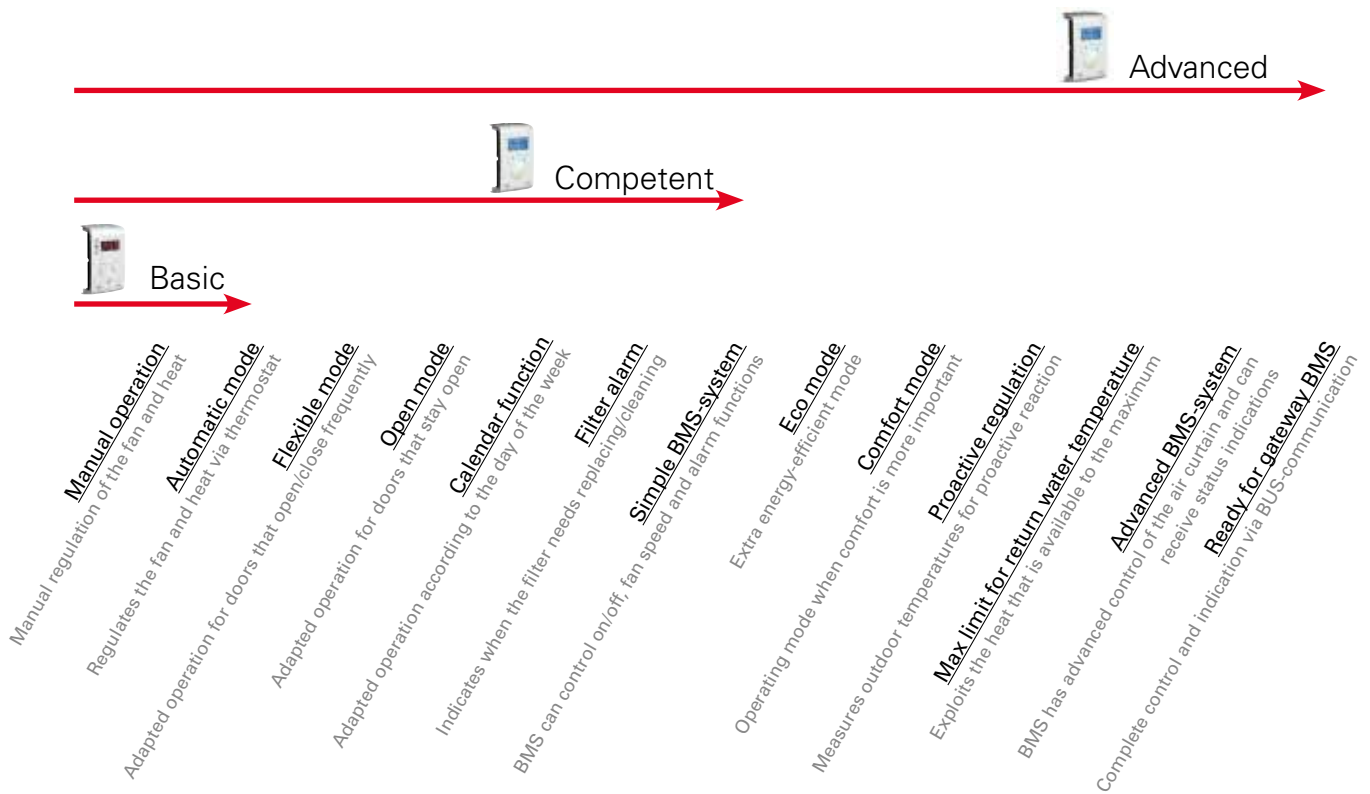 Advanced
Competent
Basic
Manual operation
Manual regulation of the fan and heat
Automatic mode
Regulates the fan and heat via thermostat
Flexible mode
Adapted operation for doors that open/close frequently
Open mode
Adapted operation for doors that stay open
Calendar function
Adapted operation according to the day of the week
Filter alarm
Indicates when the filter needs replacing/cleaning
Simple BMS-system
BMS can control on/off, fan speed and alarm functions
Eco mode
Extra energy-efficient mode
Comfort mode
Operating mode when comfort is more important
Proactive regulation
Measures outdoor temperatures for proactive reaction
Max limit for return water temperature
Exploits the heat that is available to the maximum
Advanced BMS-system
BMS has advanced control of the air curtain and can
receive status indications
Ready for gateway BMS
Complete control and indication via BUS-communication